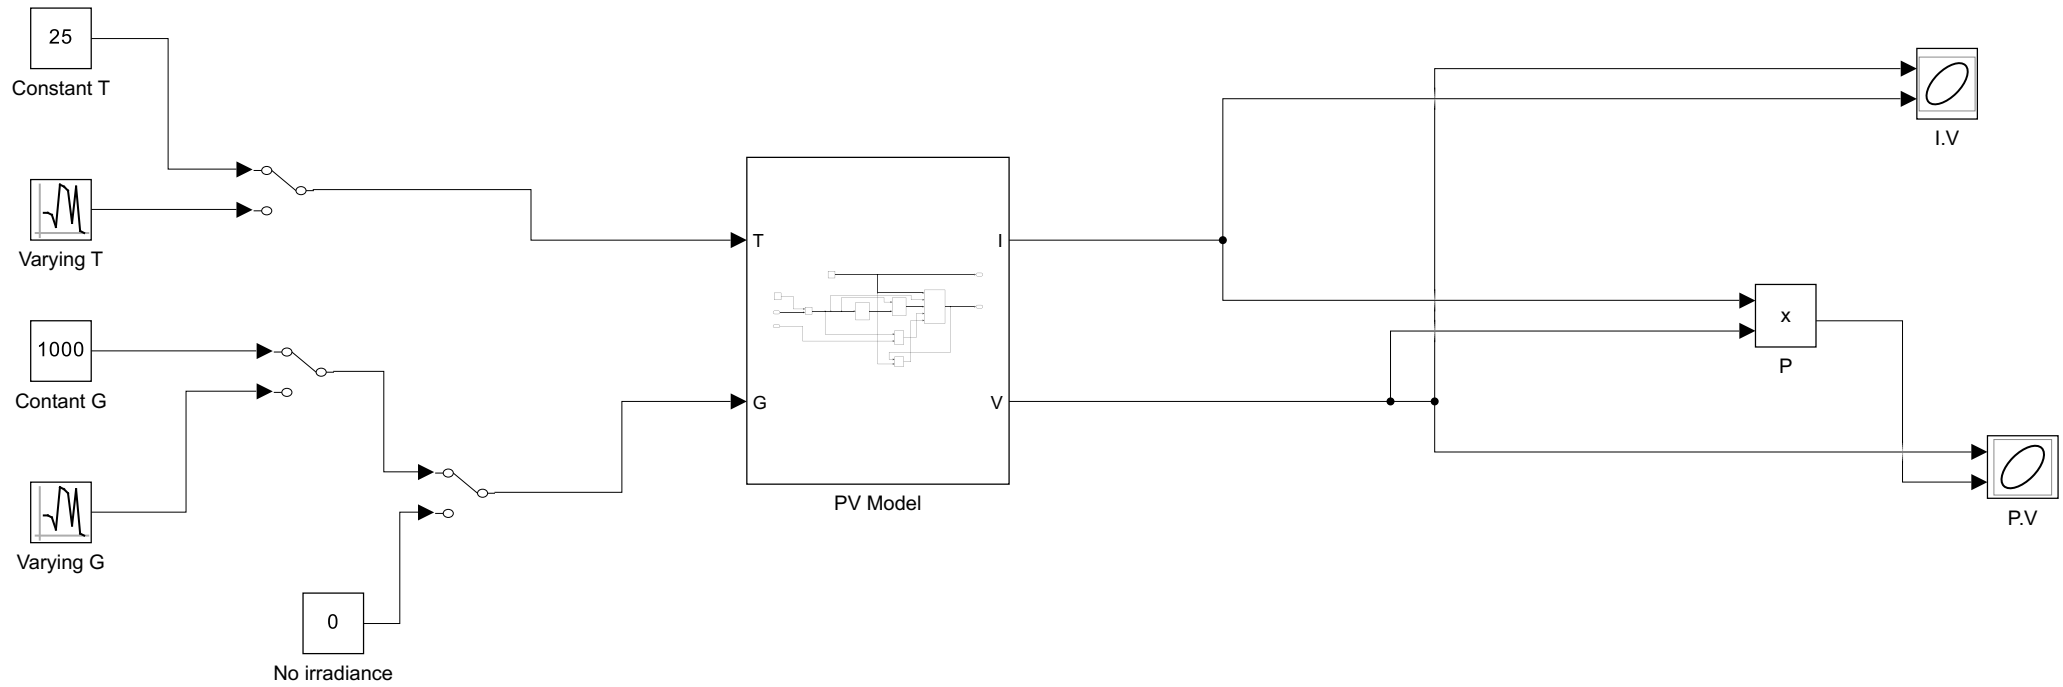 25
Constant T
Varying T
1000
Contant G
Varying G
0
No irradiance
T
G
I
V
PV Model
I.V
x
P
P.V